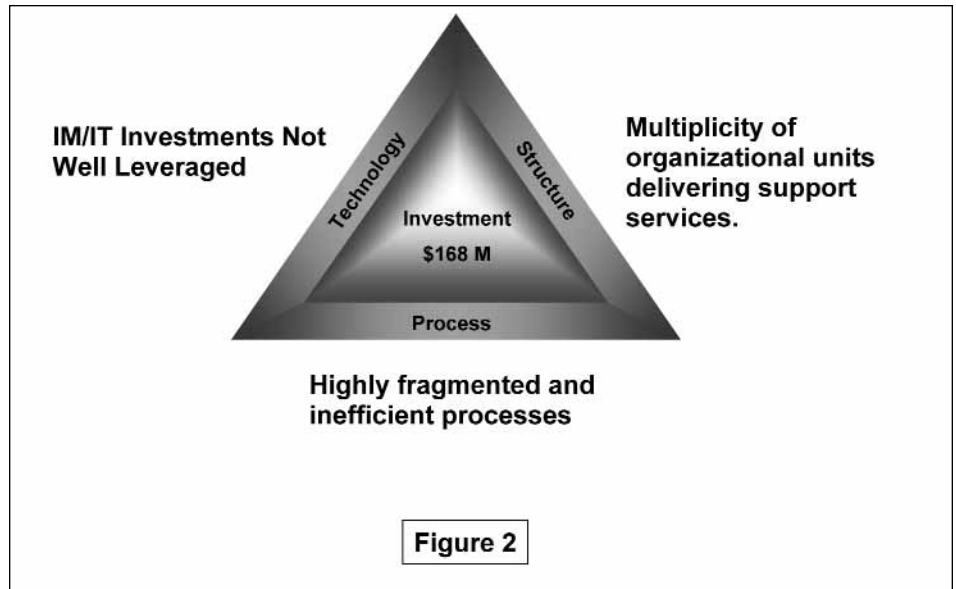 IM/IT Investments Not
Well Leveraged
Technology
Structure
Multiplicity of
organizational units
delivering support
services.
Investment
$168 M
Process
Highly fragmented and
inefficient processes
Figure 2